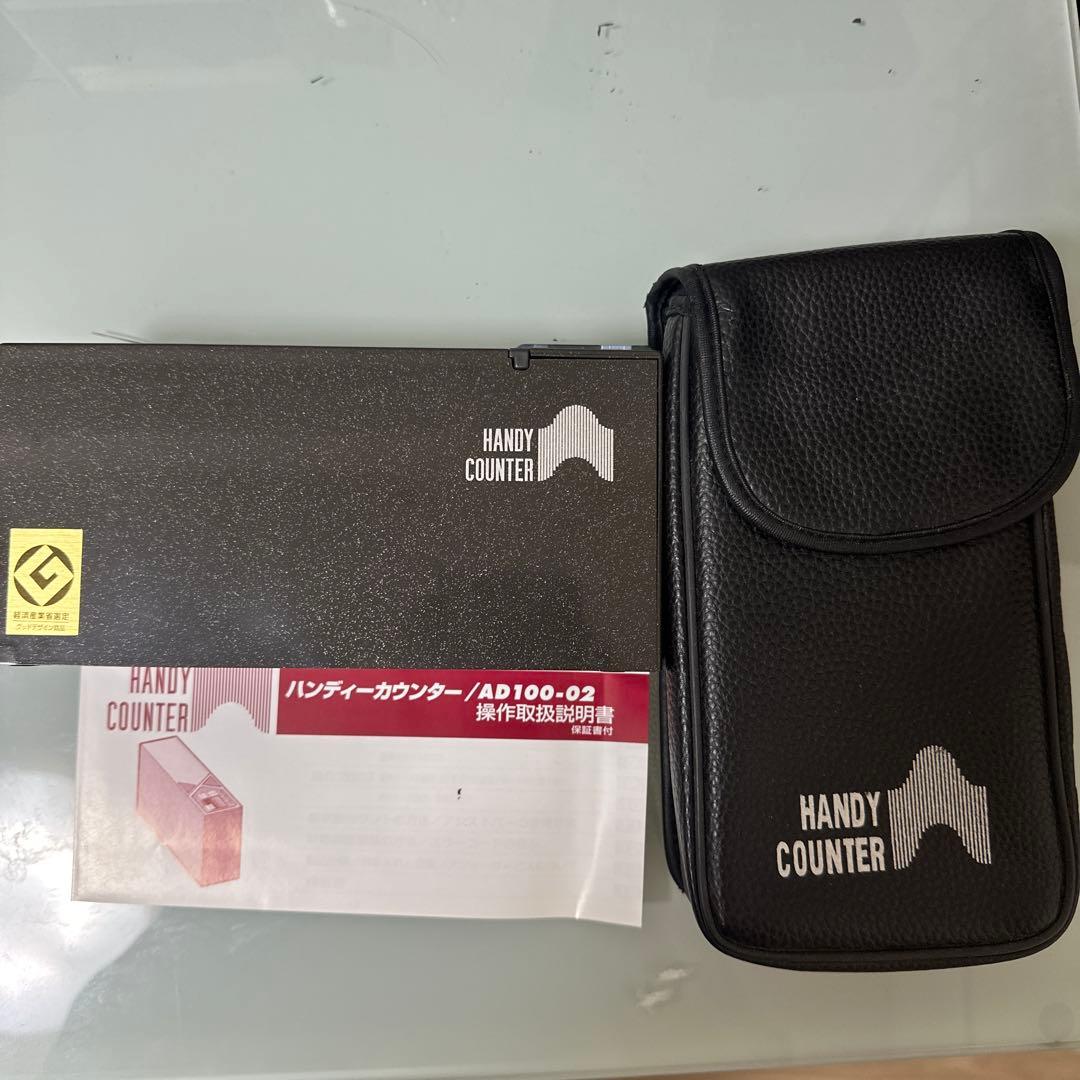 HANDY
COUNTER
経済産業省選定
グッドデザイン商品
HANDY
COUNTER
ハンディーカウンター/AD100-02
操作取扱説明書
保証書付
HANDY
COUNTER